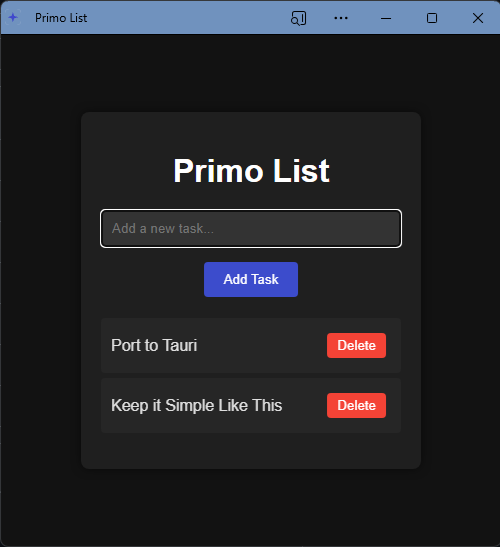 Primo List
Primo List
Add a new task...
Add Task
Port to Tauri
Delete
Keep it Simple Like This
Delete